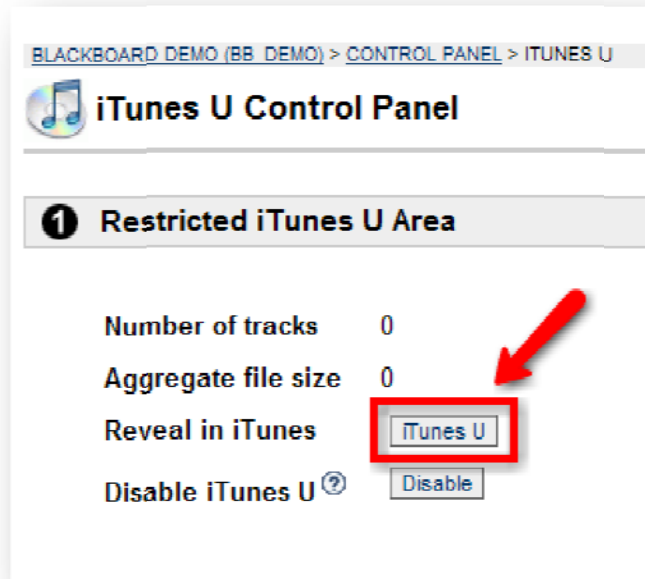 BLACKBOARD DEMO (BB_DEMO) > CONTROL PANEL > ITUNES U
iTunes U Control Panel
1 Restricted iTunes U Area
Number of tracks 0
Aggregate file size 0
Reveal in iTunes iTunes U
Disable iTunes U ? Disable